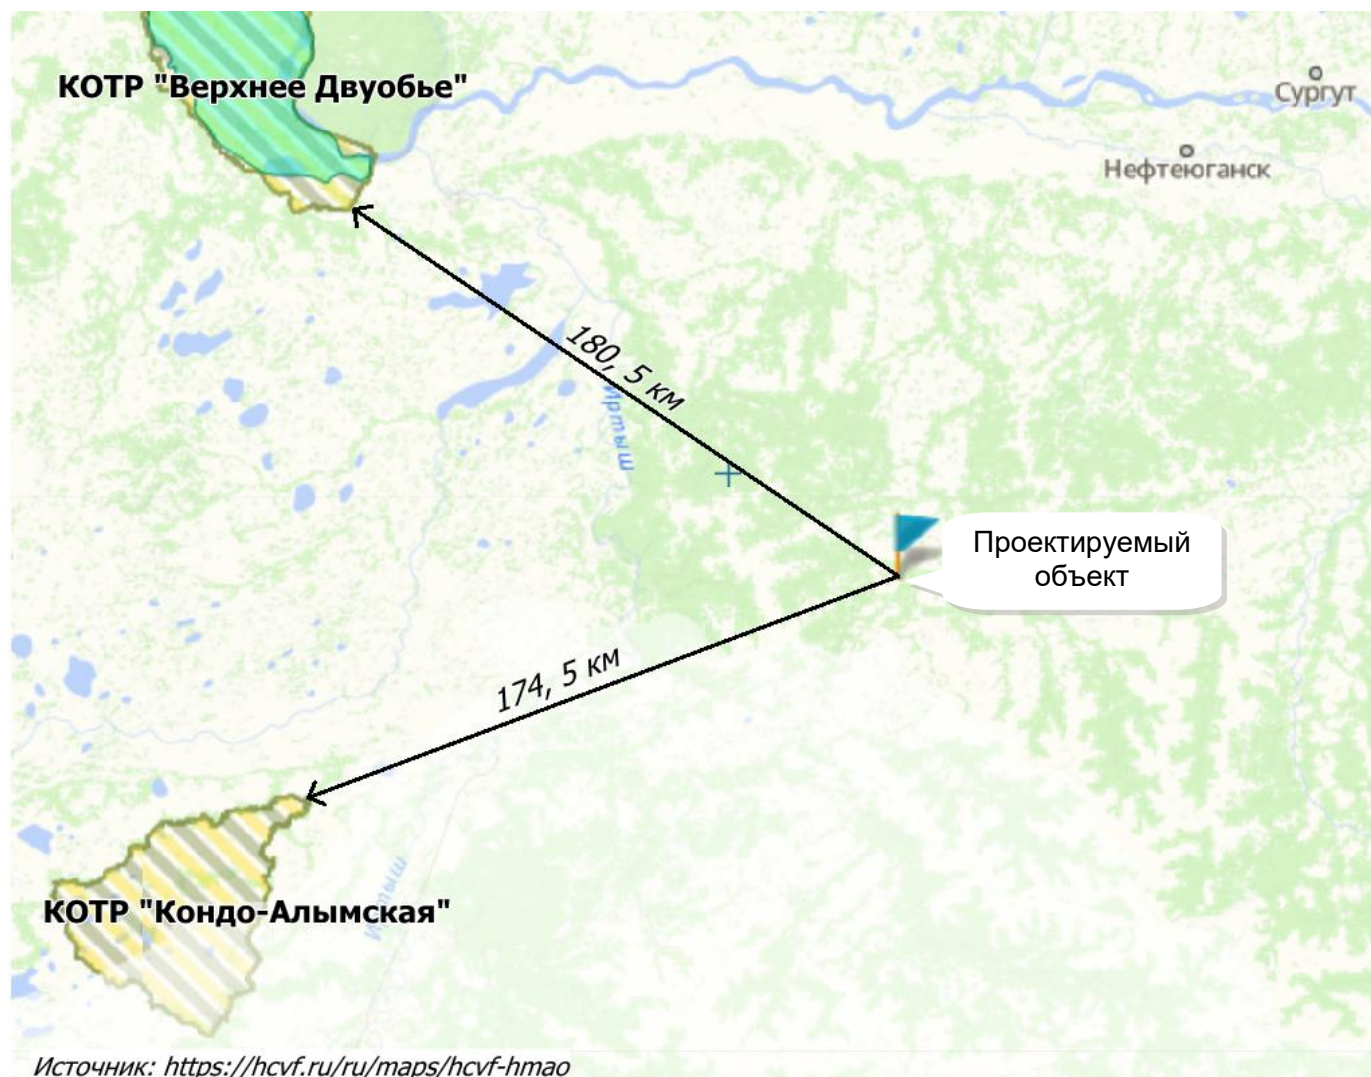 КОТР "Верхнее Двуобье"
Сургут
Нефтеюганск
180, 5 км
Иртыш
Проектируемый
объект
174, 5 км
Иртыш
КОТР "Кондо-Алымская"
Источник: https://hcvf.ru/ru/maps/hcvf-hmao